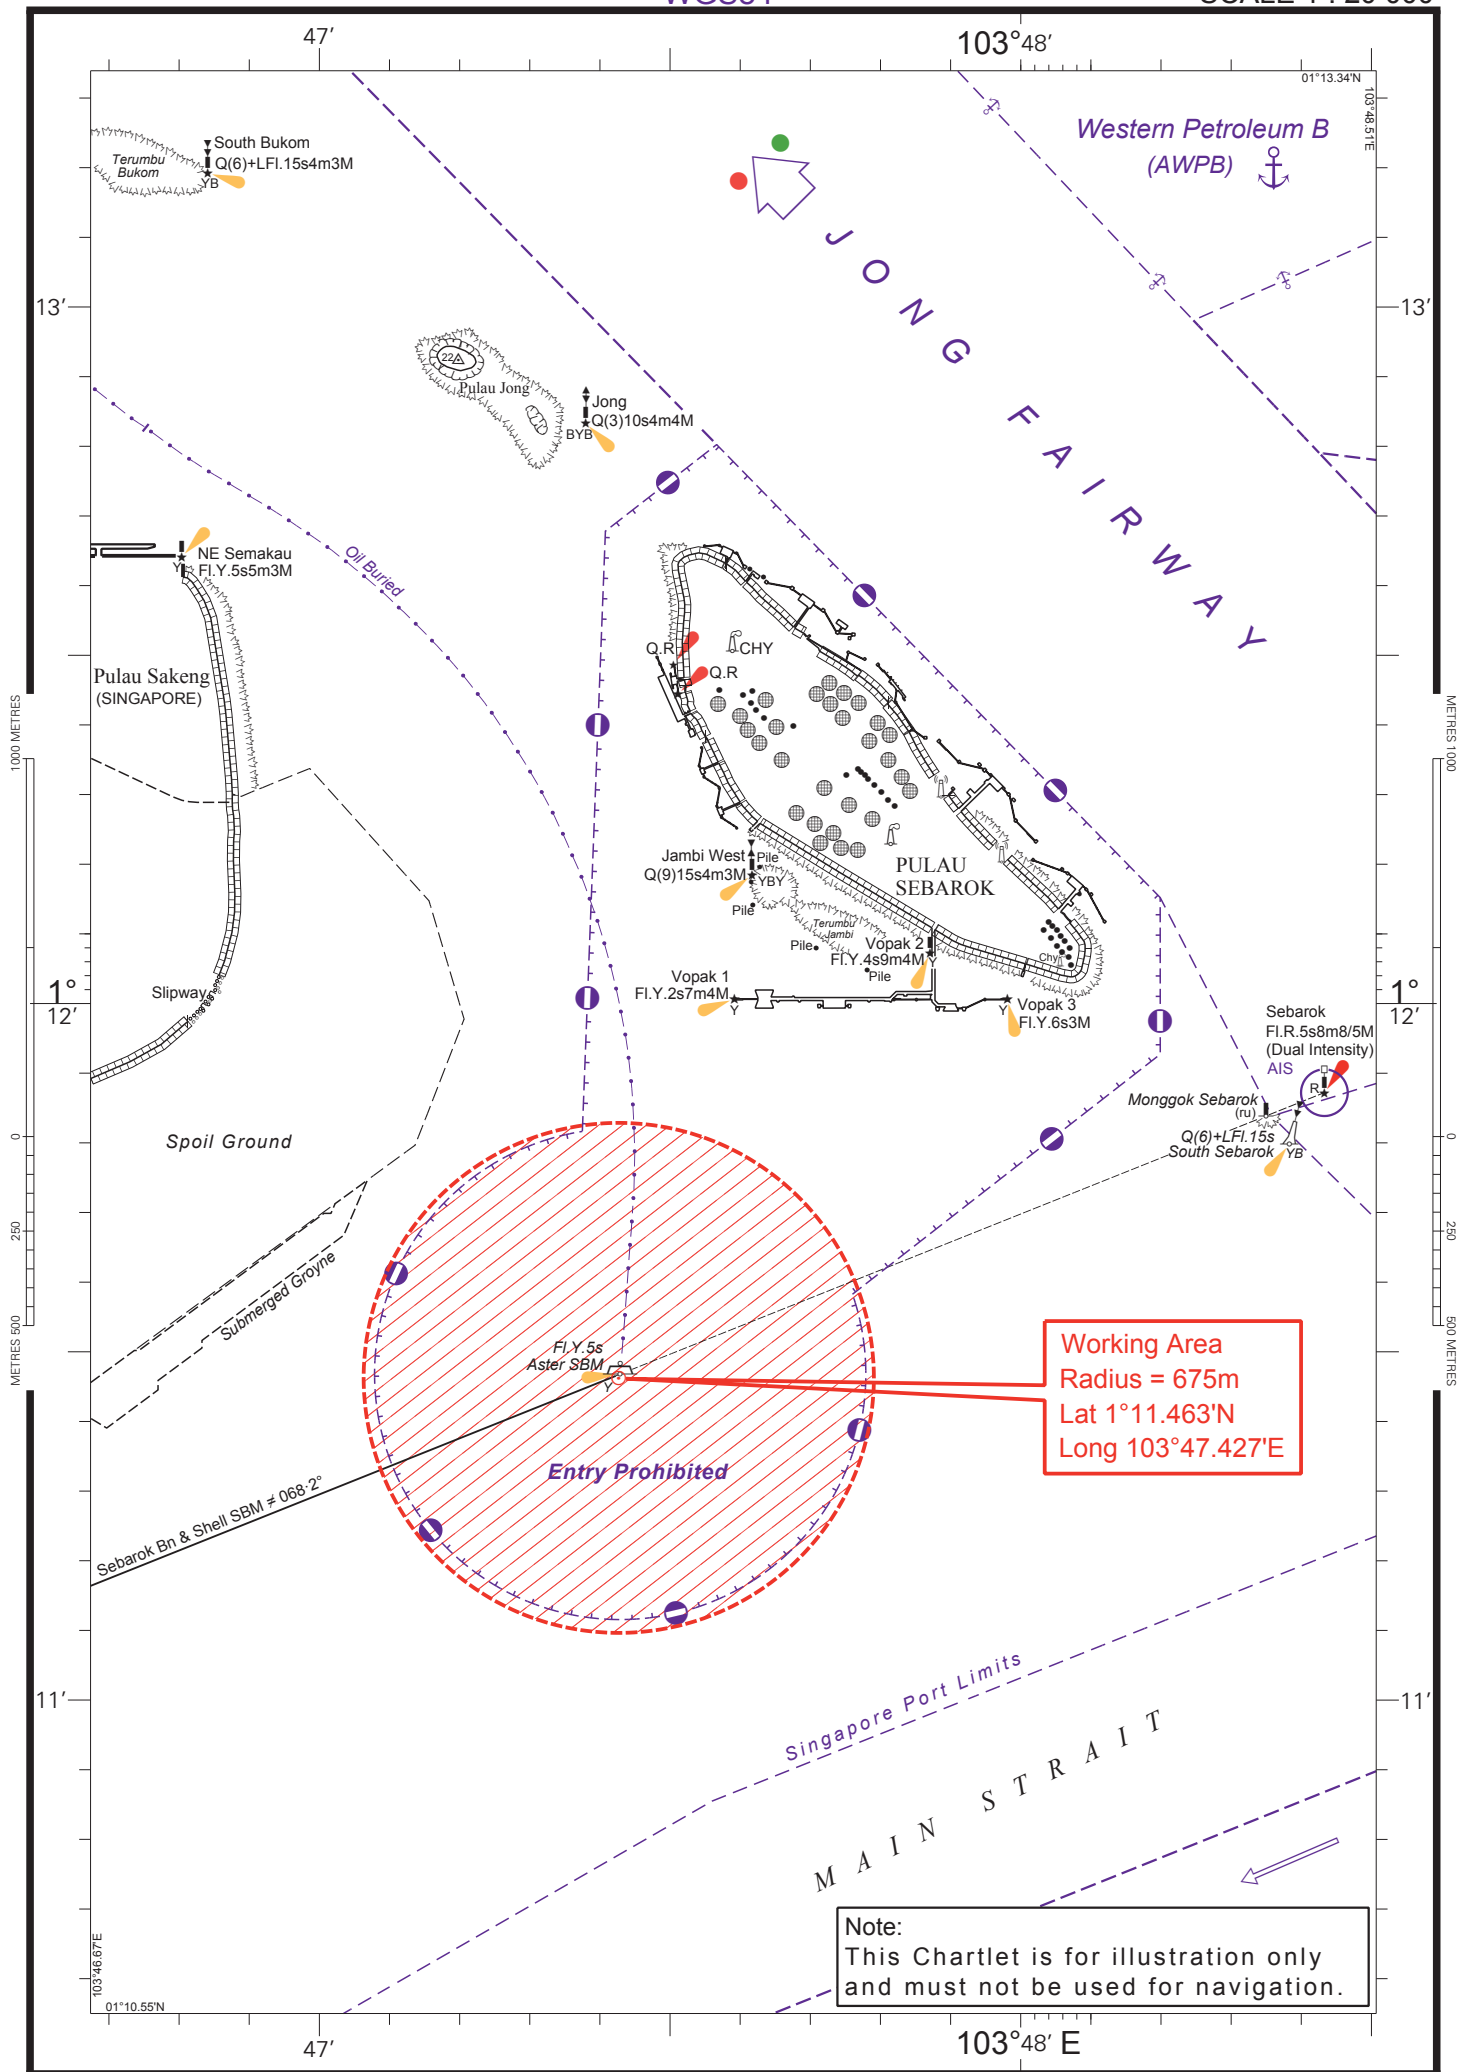 47'
103°48'
01°13.34'N
103°48.51'E
Western Petroleum B
(AWPB)
South Bukom
Q(6)+LFl.15s4m3M
YB
Terumbu
Bukom
JONG FAIRWAY
13'
13'
22
Pulau Jong
Jong
Q(3)10s4m4M
BYB
Oil Buried
NE Semakau
Fl.Y.5s5m3M
Y
Pulau Sakeng
(SINGAPORE)
Q.R
CHY
Q.R
1000 METRES
METRES 1000
Jambi West
Q(9)15s4m3M
Pile
YBY
Pile
PULAU
SEBAROK
Terumbu
Jambi
Pile
Pile
Vopak 2
Fl.Y.4s9m4M
Y
Chy
Vopak 1
Fl.Y.2s7m4M
Y
Vopak 3
Fl.Y.6s3M
Y
Slipway
1°
12'
1°
12'
Sebarok
Fl.R.5s8m8/5M
(Dual Intensity)
AIS
R
Monggok Sebarok
(ru)
Q(6)+LFl.15s
South Sebarok
YB
Spoil Ground
0
0
250
250
METRES 500
500 METRES
Submerged Groyne
Fl.Y.5s
Aster SBM
Y
Working Area
Radius = 675m
Lat 1°11.463'N
Long 103°47.427'E
Entry Prohibited
Sebarok Bn & Shell SBM ≠ 068·2°
11'
11'
Singapore Port Limits
MAIN STRAIT
Note:
This Chartlet is for illustration only
and must not be used for navigation.
103°46.67'E
01°10.55'N
47'
103°48' E